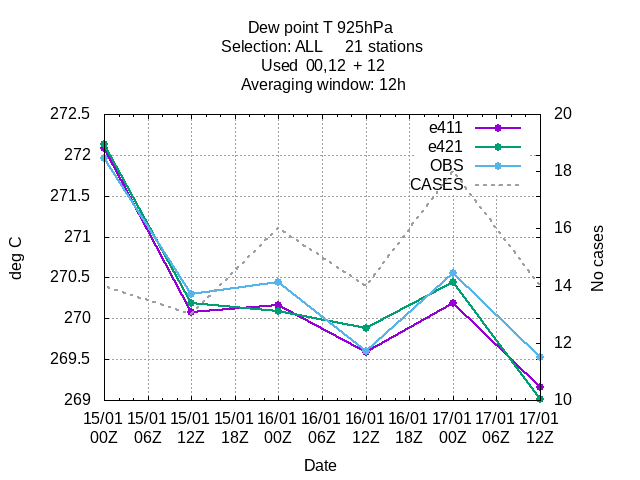 Dew point T 925hPa
Selection: ALL 21 stations
Used 00,12 + 12
Averaging window: 12h
272.5
272
271.5
271
270.5
270
269.5
269
deg C
20
18
16
14
12
10
No cases
e411
e421
OBS
CASES
15/01 15/01 15/01 15/01 16/01 16/01 16/01 16/01 17/01 17/01 17/01
00Z 06Z 12Z 18Z 00Z 06Z 12Z 18Z 00Z 06Z 12Z
Date